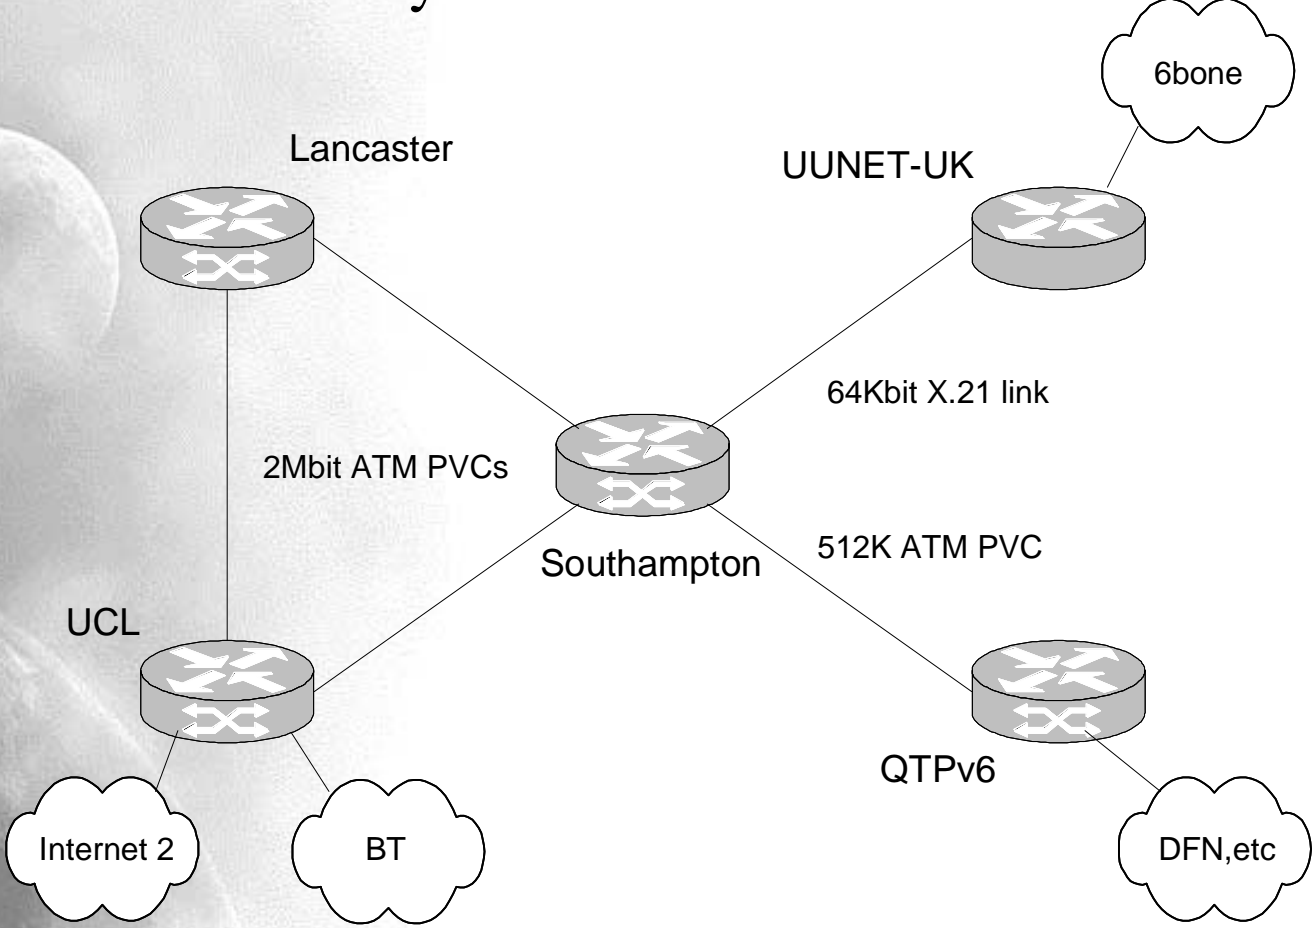 6bone
Lancaster
UUNET-UK
64Kbit X.21 link
2Mbit ATM PVCs
Southampton
512K ATM PVC
UCL
QTPv6
Internet 2
BT
DFN,etc